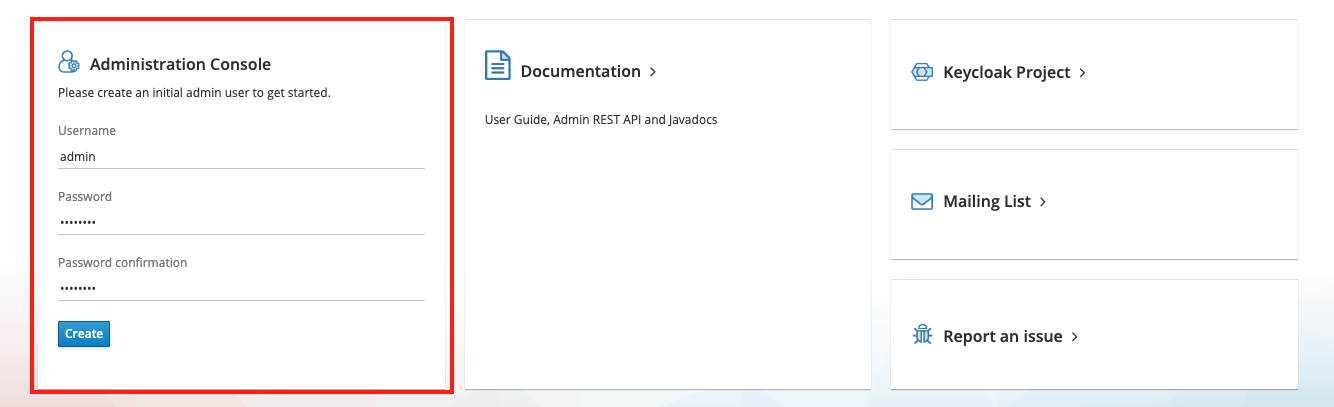 Administration Console
Please create an initial admin user to get started.
Username
admin
Password
••••••••
Password confirmation
••••••••
Create
Documentation >
User Guide, Admin REST API and Javadocs
Keycloak Project >
Mailing List >
Report an issue >